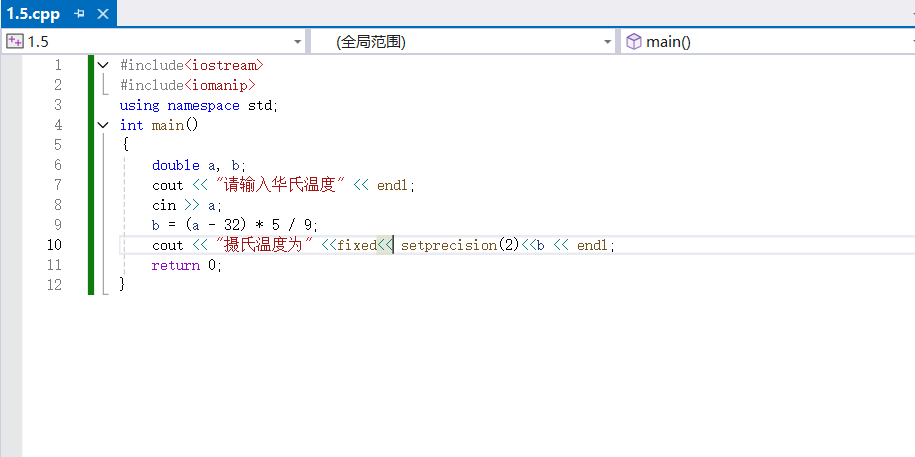 1.5.cpp
1.5 (全局范围) main()
1 #include<iostream>
2 #include<iomanip>
3 using namespace std;
4 int main()
5 {
6 double a, b;
7 cout << "请输入华氏温度" << endl;
8 cin >> a;
9 b = (a - 32) * 5 / 9;
10 cout << "摄氏温度为" <<fixed<< setprecision(2)<<b << endl;
11 return 0;
12 }